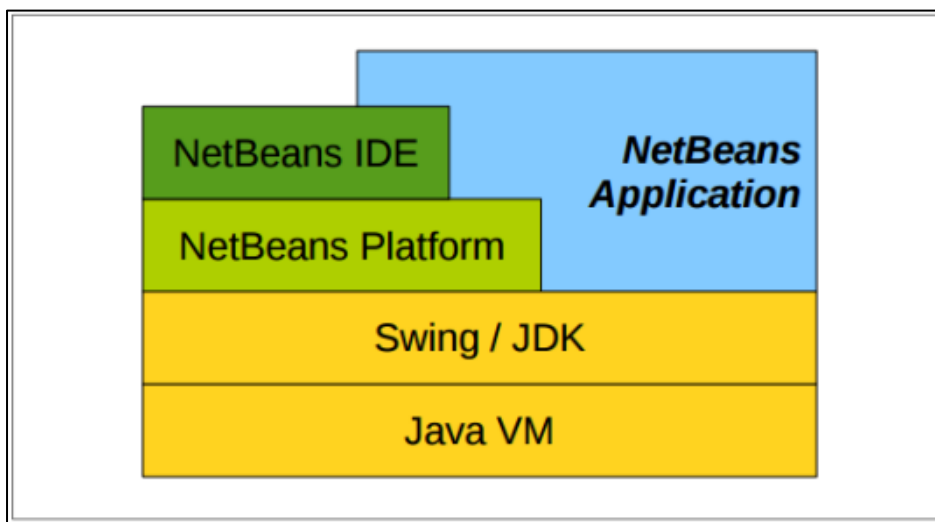 NetBeans IDE
NetBeans
Application
NetBeans Platform
Swing / JDK
Java VM